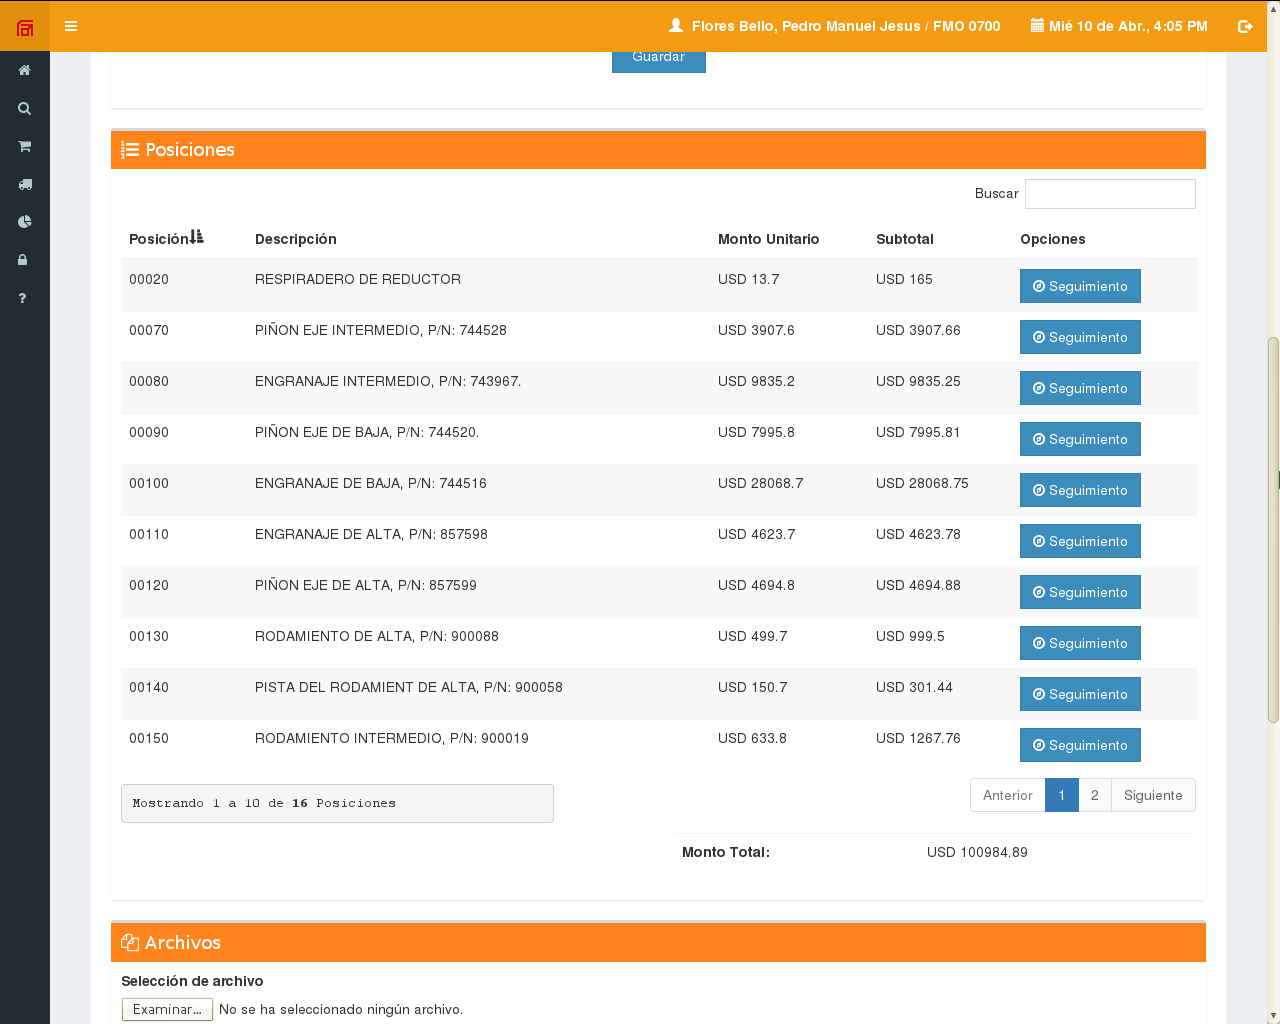 Flores Bello, Pedro Manuel Jesus / FMO 0700 Mié 10 de Abr., 4:05 PM
Guardar
Posiciones
Buscar
Posición Descripción Monto Unitario Subtotal Opciones
00020 RESPIRADERO DE REDUCTOR USD 13.7 USD 165 Seguimiento
00070 PIÑON EJE INTERMEDIO, P/N: 744528 USD 3907.6 USD 3907.66 Seguimiento
00080 ENGRANAJE INTERMEDIO, P/N: 743967. USD 9835.2 USD 9835.25 Seguimiento
00090 PIÑON EJE DE BAJA, P/N: 744520. USD 7995.8 USD 7995.81 Seguimiento
00100 ENGRANAJE DE BAJA, P/N: 744516 USD 28068.7 USD 28068.75 Seguimiento
00110 ENGRANAJE DE ALTA, P/N: 857598 USD 4623.7 USD 4623.78 Seguimiento
00120 PIÑON EJE DE ALTA, P/N: 857599 USD 4694.8 USD 4694.88 Seguimiento
00130 RODAMIENTO DE ALTA, P/N: 900088 USD 499.7 USD 999.5 Seguimiento
00140 PISTA DEL RODAMIENT DE ALTA, P/N: 900058 USD 150.7 USD 301.44 Seguimiento
00150 RODAMIENTO INTERMEDIO, P/N: 900019 USD 633.8 USD 1267.76 Seguimiento
Mostrando 1 a 10 de 16 Posiciones
Anterior 1 2 Siguiente
Monto Total: USD 100984.89
Archivos
Selección de archivo
Examinar... No se ha seleccionado ningún archivo.